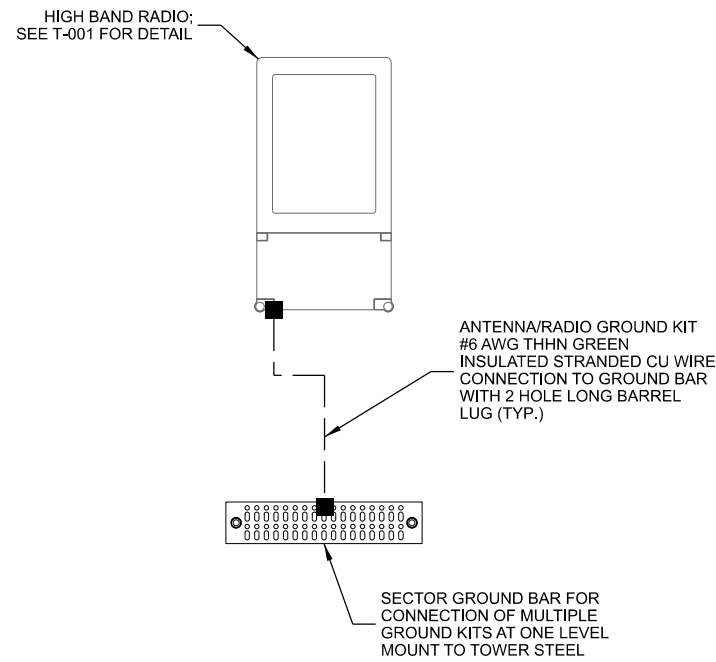 HIGH BAND RADIO;
SEE T-001 FOR DETAIL
ANTENNA/RADIO GROUND KIT
#6 AWG THHN GREEN
INSULATED STRANDED CU WIRE
CONNECTION TO GROUND BAR
WITH 2 HOLE LONG BARREL
LUG (TYP.)
SECTOR GROUND BAR FOR
CONNECTION OF MULTIPLE
GROUND KITS AT ONE LEVEL
MOUNT TO TOWER STEEL